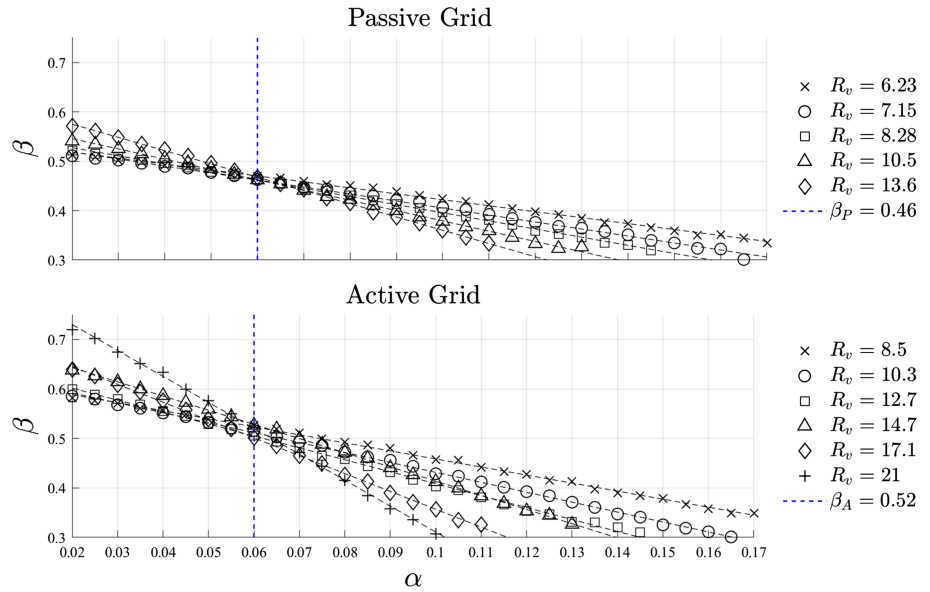 Passive Grid
0.7
0.6
0.5
0.4
0.3
β
R_v = 6.23
R_v = 7.15
R_v = 8.28
R_v = 10.5
R_v = 13.6
β_P = 0.46
Active Grid
0.7
0.6
0.5
0.4
0.3
β
0.02 0.03 0.04 0.05 0.06 0.07 0.08 0.09 0.1 0.11 0.12 0.13 0.14 0.15 0.16 0.17
α
R_v = 8.5
R_v = 10.3
R_v = 12.7
R_v = 14.7
R_v = 17.1
R_v = 21
β_A = 0.52